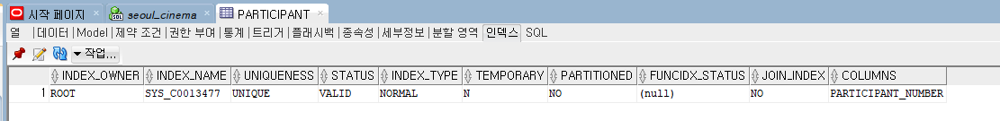 시작 페이지 seoul_cinema PARTICIPANT
열 |데이터 |Model |제약 조건 |권한 부여 |통계 |트리거 |플래시백 |종속성 |세부정보 |분할 영역 |인덱스 |SQL
작업...
INDEX_OWNER INDEX_NAME UNIQUENESS STATUS INDEX_TYPE TEMPORARY PARTITIONED FUNCIDX_STATUS JOIN_INDEX COLUMNS
1 ROOT SYS_C0013477 UNIQUE VALID NORMAL N NO (null) NO PARTICIPANT_NUMBER